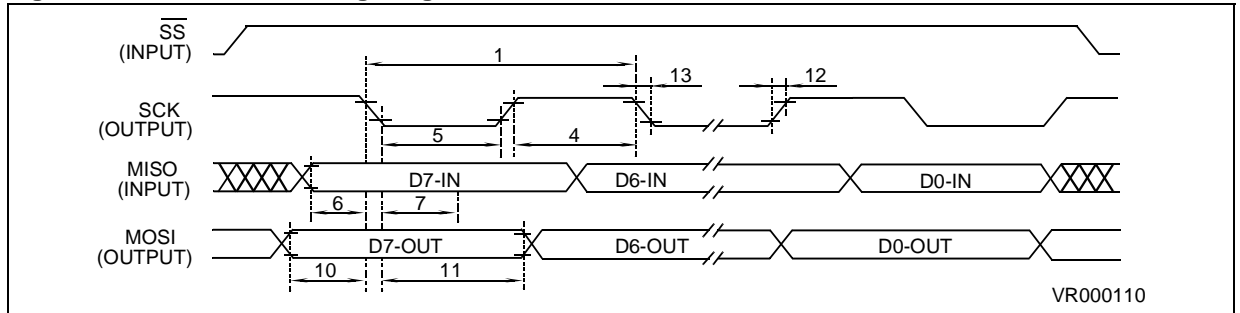 SS
(INPUT)
1
13
12
SCK
(OUTPUT)
5
4
MISO
(INPUT)
D7-IN
D6-IN
D0-IN
6
7
MOSI
(OUTPUT)
D7-OUT
D6-OUT
D0-OUT
10
11
VR000110